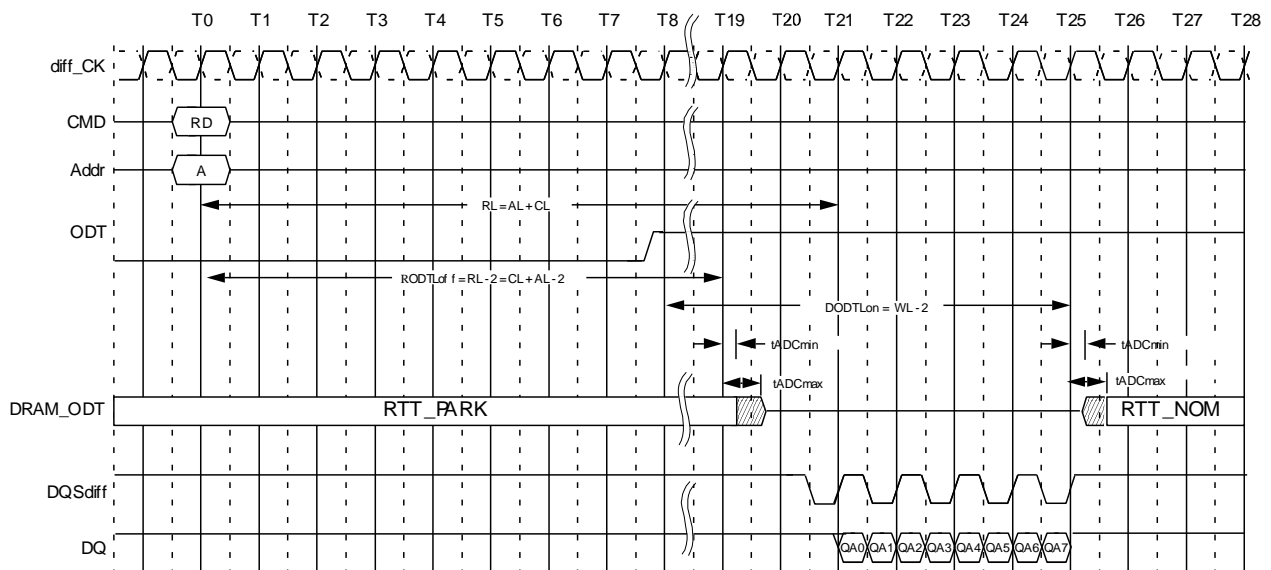 T0 T1 T2 T3 T4 T5 T6 T7 T8 T19 T20 T21 T22 T23 T24 T25 T26 T27 T28
diff_CK
CMD RD
Addr A
RL=AL+CL
ODT
RODTLoff=RL-2=CL+AL-2
DODTLon = WL-2
tADCmin tADCmin
tADCmax tADCmax
DRAM_ODT RTT_PARK RTT_NOM
DQSdiff
DQ QA0 QA1 QA2 QA3 QA4 QA5 QA6 QA7